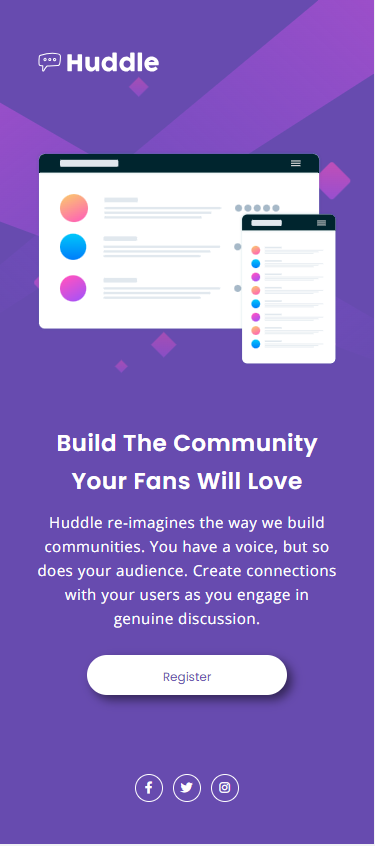 Huddle
Build The Community
Your Fans Will Love
Huddle re-imagines the way we build
communities. You have a voice, but so
does your audience. Create connections
with your users as you engage in
genuine discussion.
Register